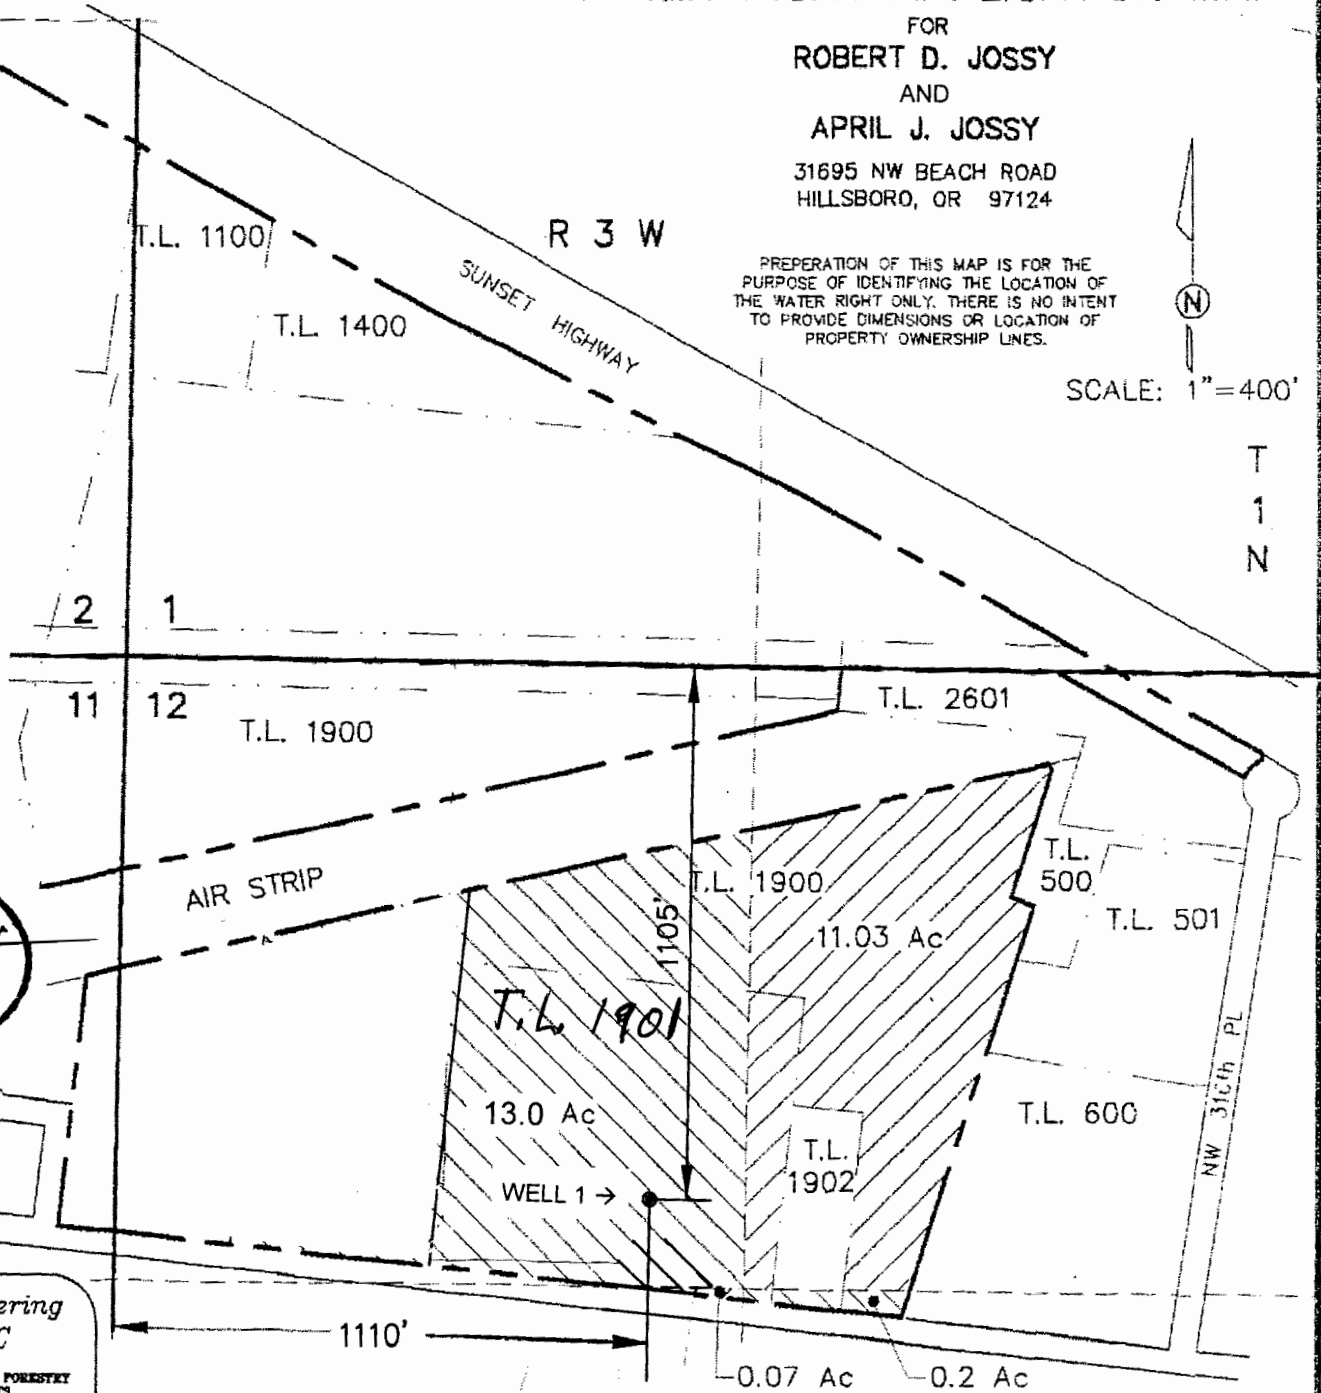 FOR
ROBERT D. JOSSY
AND
APRIL J. JOSSY
31695 NW BEACH ROAD
HILLSBORO, OR 97124
R 3 W
PREPERATION OF THIS MAP IS FOR THE
PURPOSE OF IDENTIFYING THE LOCATION OF
THE WATER RIGHT ONLY. THERE IS NO INTENT
TO PROVIDE DIMENSIONS OR LOCATION OF
PROPERTY OWNERSHIP LINES.
N
SCALE: 1"=400'
T
1
N
T.L. 1100
T.L. 1400
SUNSET HIGHWAY
2 1
11 12
T.L. 1900
T.L. 2601
AIR STRIP
T.L. 1900
1105'
11.03 Ac
T.L.
500
T.L. 501
T.L. 1901
13.0 Ac
T.L. 600
NW 316th PL
T.L.
1902
WELL 1 →
1110'
0.07 Ac
0.2 Ac
FORESTRY